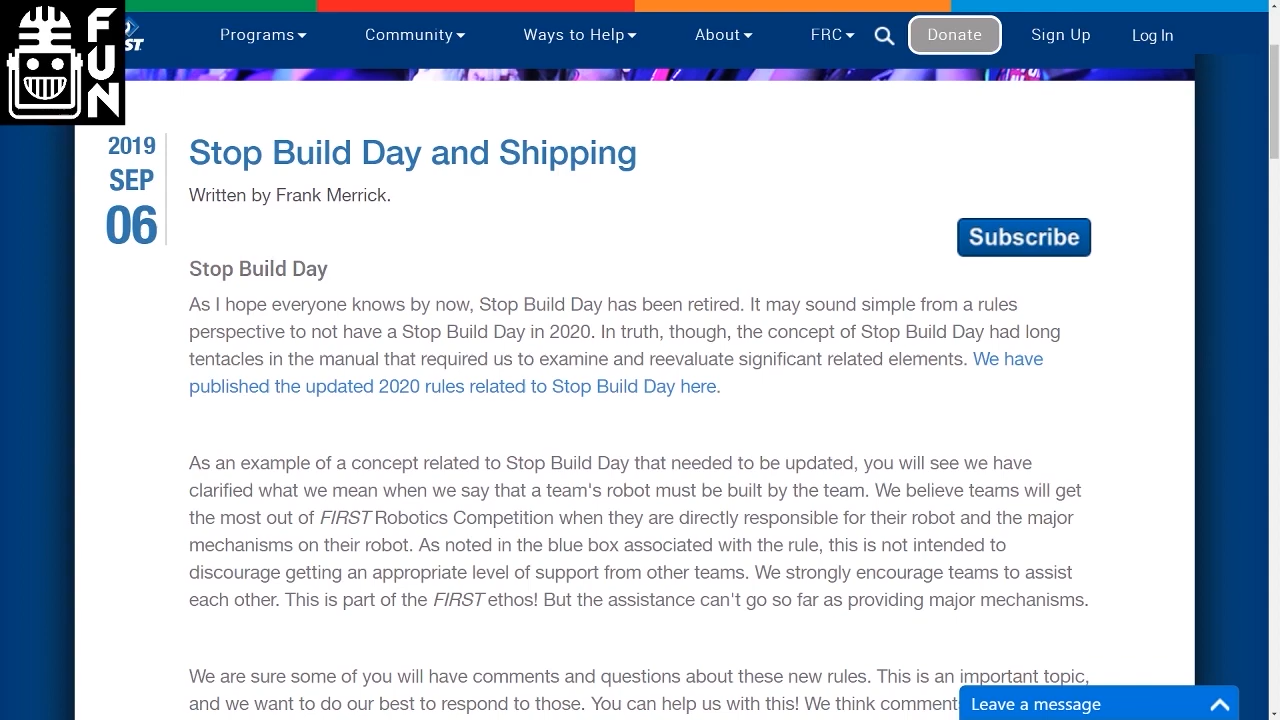 FUN
Programs
Community
Ways to Help
About
FRC
Donate
Sign Up
Log In
2019
SEP
06
Stop Build Day and Shipping
Written by Frank Merrick.
Subscribe
Stop Build Day
As I hope everyone knows by now, Stop Build Day has been retired. It may sound simple from a rules
perspective to not have a Stop Build Day in 2020. In truth, though, the concept of Stop Build Day had long
tentacles in the manual that required us to examine and reevaluate significant related elements. We have
published the updated 2020 rules related to Stop Build Day here.
As an example of a concept related to Stop Build Day that needed to be updated, you will see we have
clarified what we mean when we say that a team's robot must be built by the team. We believe teams will get
the most out of FIRST Robotics Competition when they are directly responsible for their robot and the major
mechanisms on their robot. As noted in the blue box associated with the rule, this is not intended to
discourage getting an appropriate level of support from other teams. We strongly encourage teams to assist
each other. This is part of the FIRST ethos! But the assistance can't go so far as providing major mechanisms.
We are sure some of you will have comments and questions about these new rules. This is an important topic,
and we want to do our best to respond to those. You can help us with this! We think comment
Leave a message